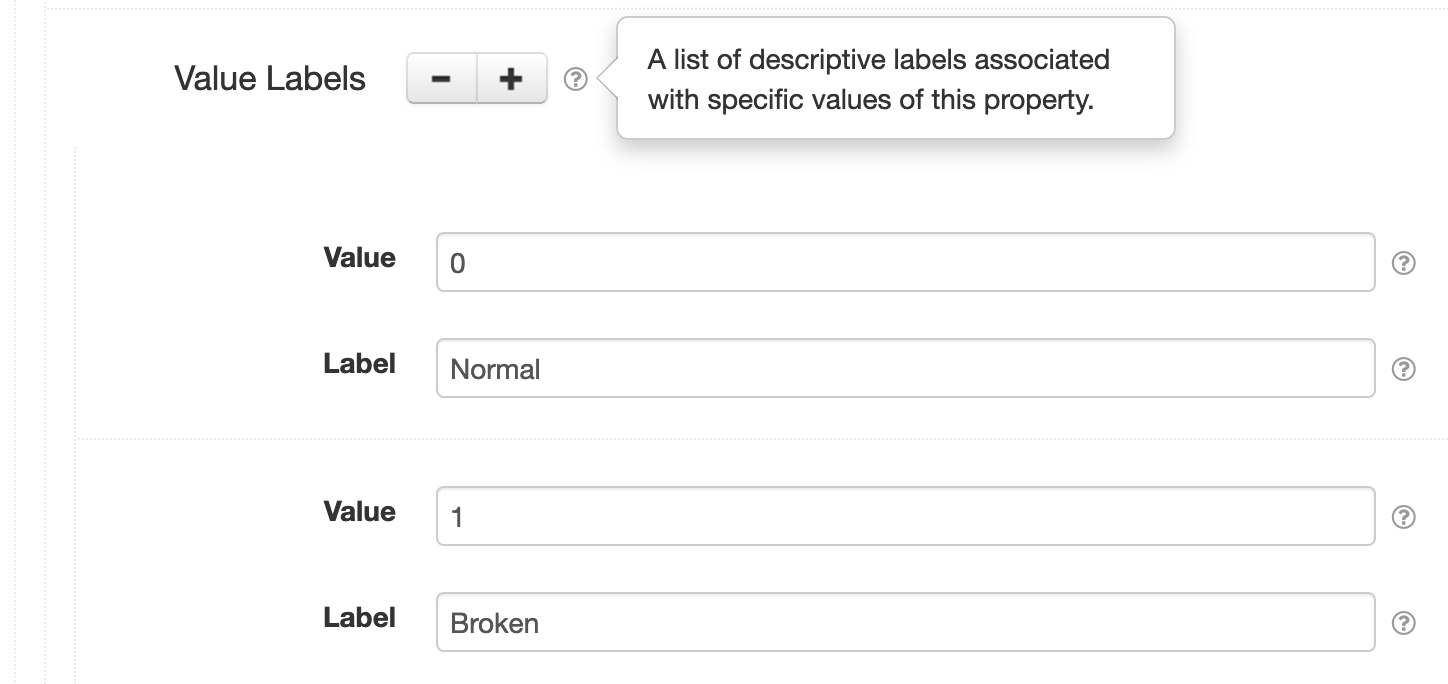 Value Labels - + ? A list of descriptive labels associated
with specific values of this property.
Value 0 ?
Label Normal ?
Value 1 ?
Label Broken ?